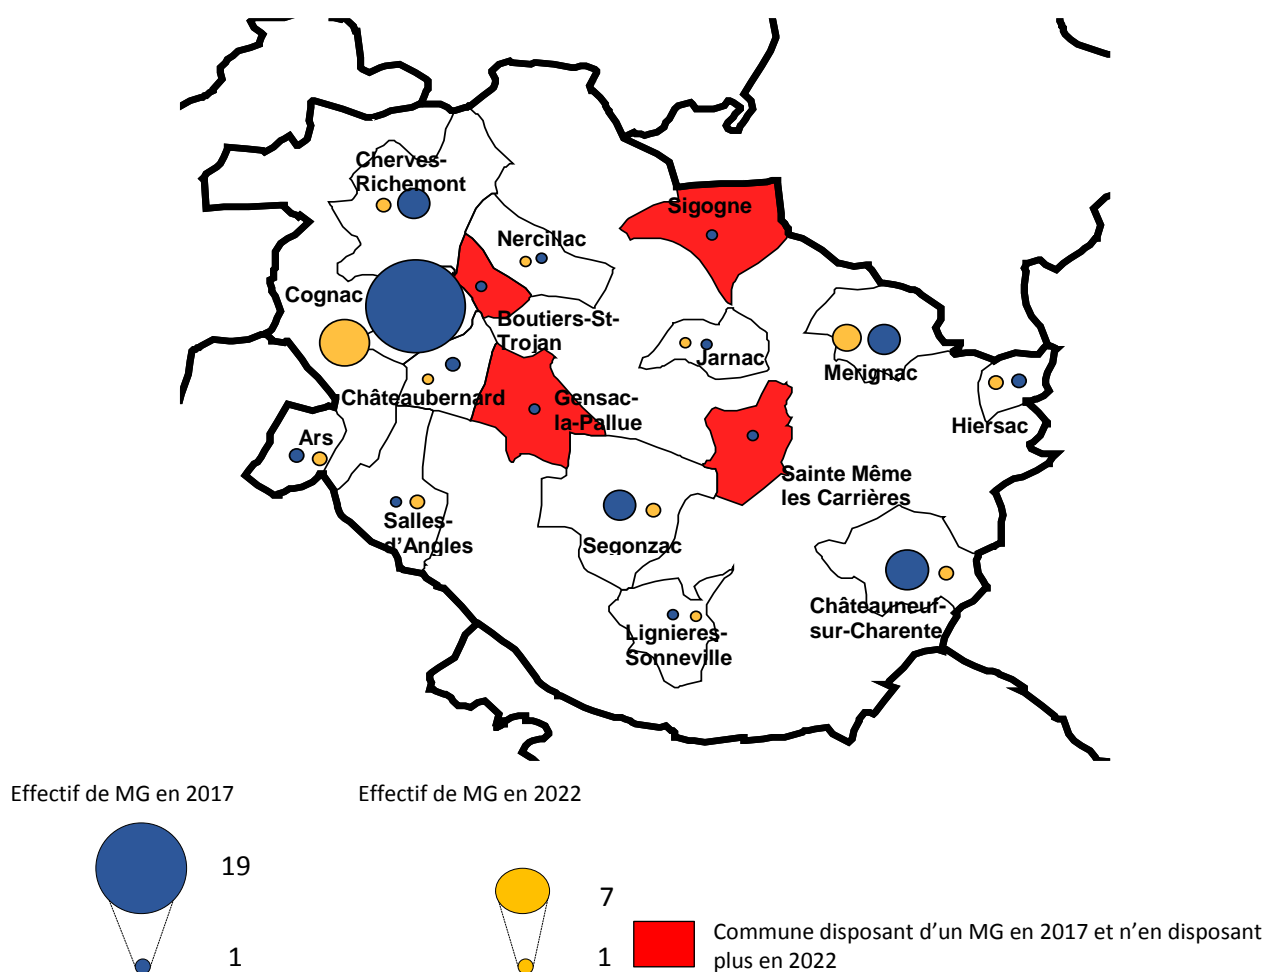 Cherves-
Richemont
Sigogne
Nercillac
Cognac
Boutiers-St-
Trojan
Jarnac
Merignac
Châteaubernard
Gensac-
la-Pallue
Hiersac
Ars
Sainte Même
les Carrières
Salles-
d'Angles
Segonzac
Châteauneuf-
sur-Charente
Lignieres-
Sonneville
Effectif de MG en 2017
Effectif de MG en 2022
19
7
1
1
Commune disposant d’un MG en 2017 et n’en disposant
plus en 2022